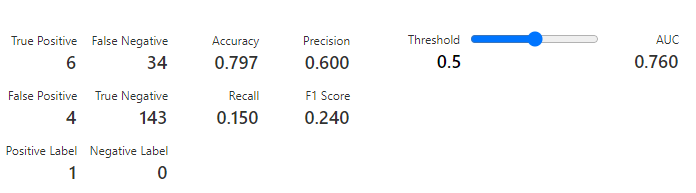 True Positive False Negative Accuracy Precision Threshold AUC
6 34 0.797 0.600 0.5 0.760
False Positive True Negative Recall F1 Score
4 143 0.150 0.240
Positive Label Negative Label
1 0